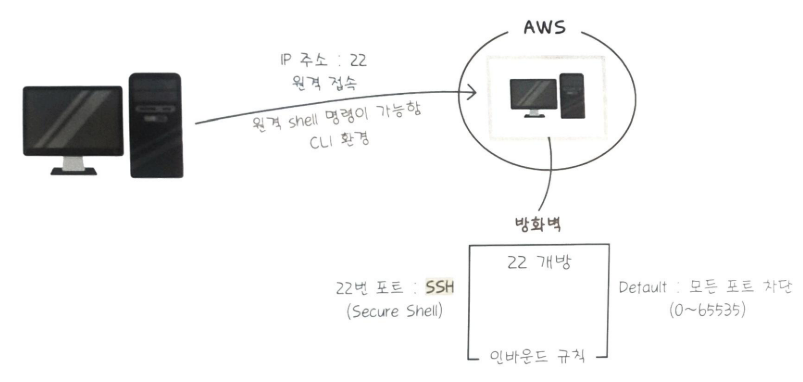 AWS
IP 주소 : 22
원격 접속
원격 shell 명령이 가능함
CLI 환경
방화벽
22 개방
22번 포트 : SSH
(Secure Shell)
Detault : 모든 포트 차단
(0~65535)
인바운드 규칙